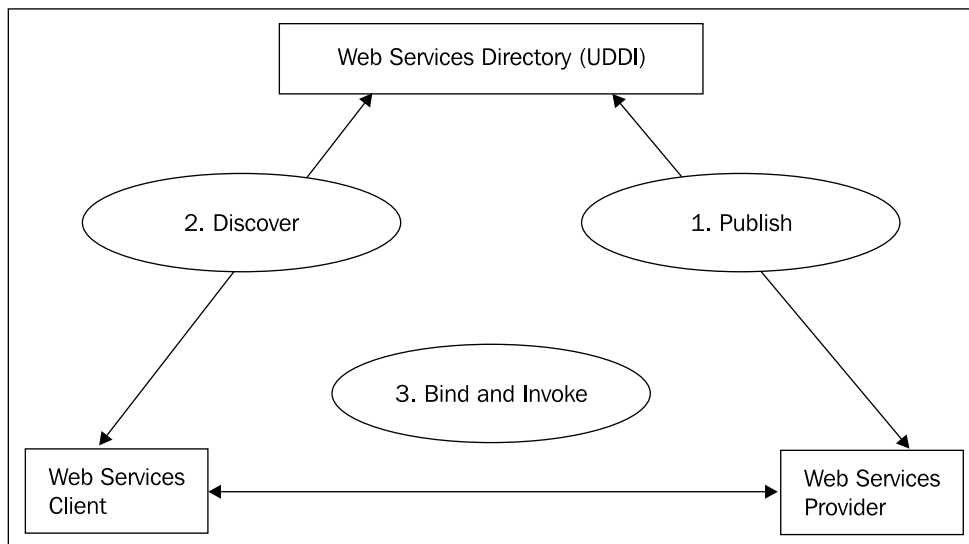 Web Services Directory (UDDI)
2. Discover
1. Publish
3. Bind and Invoke
Web Services
Client
Web Services
Provider